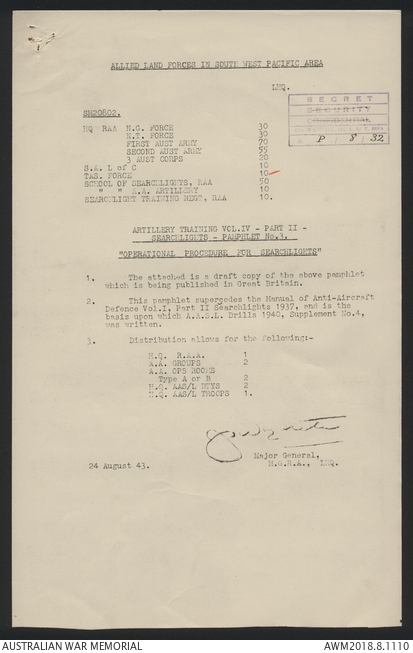 ALLIED LAND FORCES IN SOUTH WEST PACIFIC AREA
LHQ.
SECRET
SECURITY
CONFIDENTIAL
P 8 32
SM20802.
HQ RAA N.G. FORCE 30
N.T. FORCE 30
FIRST AUST ARMY 70
SECOND AUST ARMY 55
3 AUST CORPS 20
S.A. L of C 10
TAS. FORCE 10
SCHOOL OF SEARCHLIGHTS, RAA 50
" " A.A. ARTILLERY 10
SEARCHLIGHT TRAINING REGT, RAA 10.
ARTILLERY TRAINING VOL.IV - PART II -
SEARCHLIGHTS - PAMPHLET No.3.
"OPERATIONAL PROCEDURE FOR SEARCHLIGHTS"
1. The attached is a draft copy of the above pamphlet
which is being published in Great Britain.
2. This pamphlet supercedes the Manual of Anti-Aircraft
Defence Vol.I, Part II Searchlights 1937, and is the
basis upon which A.A.S.L. Drills 1940, Supplement No.4,
was written.
3. Distribution allows for the following:-
H.Q. R.A.A. 1
A.A. GROUPS 2
A.A. OPS ROOMS
Type A or B 2
H.Q. AAS/L BTYS 2
H.Q. AAS/L TROOPS 1.
Major General,
24 August 43.
M.G.R.A., LHQ.
AUSTRALIAN WAR MEMORIAL
AWM2018.8.1110